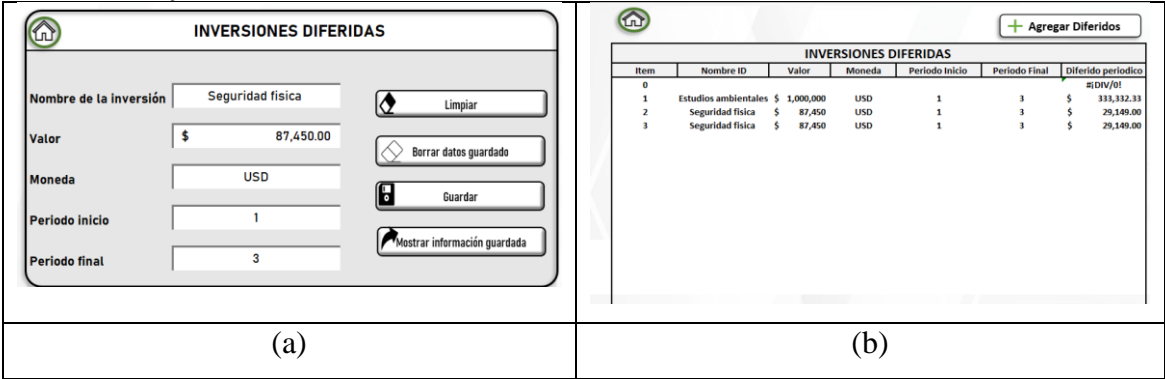 INVERSIONES DIFERIDAS
Nombre de la inversión Seguridad fisica
Limpiar
Valor $ 87,450.00
Borrar datos guardado
Moneda USD
Guardar
Periodo inicio 1
Mostrar información guardada
Periodo final 3
(a)
Agregar Diferidos
INVERSIONES DIFERIDAS
Item Nombre ID Valor Moneda Periodo Inicio Periodo Final Diferido periodico
0 #¡DIV/0!
1 Estudios ambientales $ 1,000,000 USD 1 3 $ 333,332.33
2 Seguridad fisica $ 87,450 USD 1 3 $ 29,149.00
3 Seguridad fisica $ 87,450 USD 1 3 $ 29,149.00
(b)